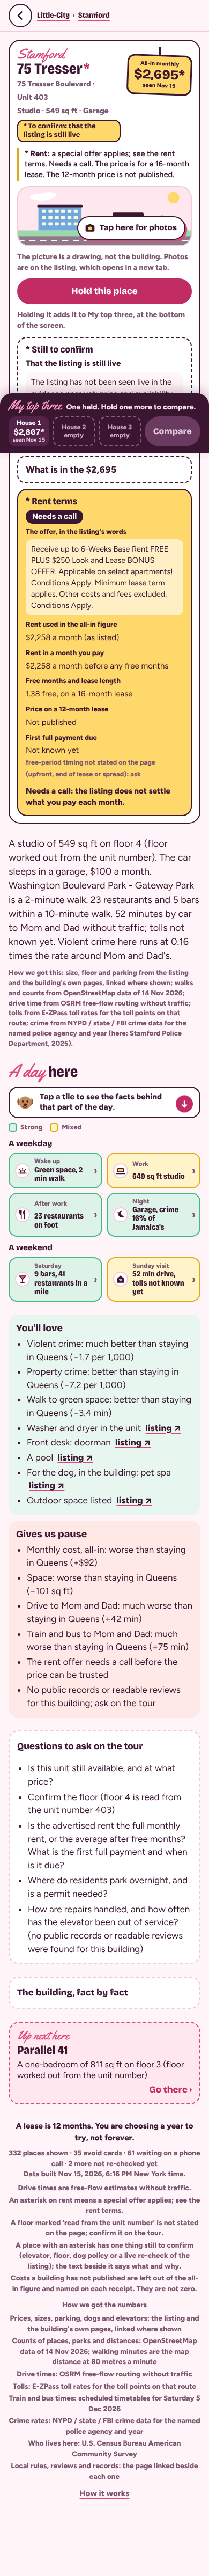 Little-City › Stamford
Stamford
75 Tresser*
75 Tresser Boulevard ·
Unit 403
Studio · 549 sq ft · Garage
* To confirm: that the
listing is still live
All-in monthly
$2,695*
seen Nov 15
* Rent: a special offer applies; see the rent
terms. Needs a call. The price is for a 16-month
lease. The 12-month price is not published.
Tap here for photos
The picture is a drawing, not the building. Photos
are on the listing, which opens in a new tab.
Hold this place
Holding it adds it to My top three, at the bottom
of the screen.
* Still to confirm
That the listing is still live
The listing has not been seen live in the
My top three One held. Hold one more to compare.
House 1
$2,867*
seen Nov 15
House 2
empty
House 3
empty
Compare
What is in the $2,695
* Rent terms
Needs a call
The offer, in the listing's words
Receive up to 6-Weeks Base Rent FREE
PLUS $250 Look and Lease BONUS
OFFER. Applicable on select apartments!
Conditions Apply. Minimum lease term
applies. Other costs and fees excluded.
Conditions Apply.
Rent used in the all-in figure
$2,258 a month (as listed)
Rent in a month you pay
$2,258 a month before any free months
Free months and lease length
1.38 free, on a 16-month lease
Price on a 12-month lease
Not published
First full payment due
Not known yet
free-period timing not stated on the page
(upfront, end of lease or spread): ask
Needs a call: the listing does not settle
what you pay each month.
A studio of 549 sq ft on floor 4 (floor
worked out from the unit number). The car
sleeps in a garage, $100 a month.
Washington Boulevard Park - Gateway Park
is a 2-minute walk. 23 restaurants and 5 bars
within a 10-minute walk. 52 minutes by car
to Mom and Dad without traffic; tolls not
known yet. Violent crime here runs at 0.16
times the rate around Mom and Dad's.
How we got this: size, floor and parking from the listing
and the building's own pages, linked where shown; walks
and counts from OpenStreetMap data of 14 Nov 2026;
drive time from OSRM free-flow routing without traffic;
tolls from E-ZPass toll rates for the toll points on that
route; crime from NYPD / state / FBI crime data for the
named police agency and year (here: Stamford Police
Department, 2025).
A day here
Tap a tile to see the facts behind
that part of the day.
Strong Mixed
A weekday
Wake up
Green space, 2
min walk
Work
549 sq ft studio
After work
23 restaurants
on foot
Night
Garage, crime
16% of
Jamaica's
A weekend
Saturday
9 bars, 41
restaurants in a
mile
Sunday visit
52 min drive,
tolls not known
yet
You'll love
• Violent crime: much better than staying
in Queens (−1.7 per 1,000)
• Property crime: better than staying in
Queens (−7.2 per 1,000)
• Walk to green space: better than staying
in Queens (−3.4 min)
• Washer and dryer in the unit listing ↗
• Front desk: doorman listing ↗
• A pool listing ↗
• For the dog, in the building: pet spa
listing ↗
• Outdoor space listed listing ↗
Gives us pause
• Monthly cost, all-in: worse than staying
in Queens (+$92)
• Space: worse than staying in Queens
(−101 sq ft)
• Drive to Mom and Dad: much worse than
staying in Queens (+42 min)
• Train and bus to Mom and Dad: much
worse than staying in Queens (+75 min)
• The rent offer needs a call before the
price can be trusted
• No public records or readable reviews
for this building; ask on the tour
Questions to ask on the tour
• Is this unit still available, and at what
price?
• Confirm the floor (floor 4 is read from
the unit number 403)
• Is the advertised rent the full monthly
rent, or the average after free months?
What is the first full payment and when
is it due?
• Where do residents park overnight, and
is a permit needed?
• How are repairs handled, and how often
has the elevator been out of service?
(no public records or readable reviews
were found for this building)
The building, fact by fact
Up next here
Parallel 41
A one-bedroom of 811 sq ft on floor 3 (floor
worked out from the unit number).
Go there ›
A lease is 12 months. You are choosing a year to
try, not forever.
332 places shown · 35 avoid cards · 61 waiting on a phone
call · 2 more not re-checked yet
Data built Nov 15, 2026, 6:16 PM New York time.
Drive times are free-flow estimates without traffic.
An asterisk on rent means a special offer applies; see the
rent terms.
A floor marked 'read from the unit number' is not stated
on the page; confirm it on the tour.
A place with an asterisk has one thing still to confirm
(elevator, floor, dog policy or a live re-check of the
listing); the text beside it says what and why.
Costs a building has not published are left out of the all-
in figure and named on each receipt. They are not zero.
How we got the numbers
Prices, sizes, parking, dogs and elevators: the listing and
the building's own pages, linked where shown
Counts of places, parks and distances: OpenStreetMap
data of 14 Nov 2026; walking minutes are the map
distance at 80 metres a minute
Drive times: OSRM free-flow routing without traffic
Tolls: E-ZPass toll rates for the toll points on that route
Train and bus times: scheduled timetables for Saturday 5
Dec 2026
Crime rates: NYPD / state / FBI crime data for the named
police agency and year
Who lives here: U.S. Census Bureau American
Community Survey
Local rules, reviews and records: the page linked beside
each one
How it works